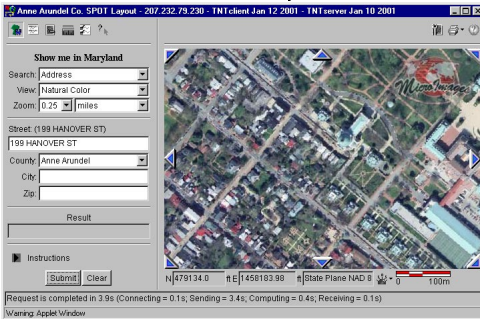 Anne Arundel Co. SPOT Layout - 207.232.79.230 - TNTclient Jan 12 2001 - TNTserver Jan 10 2001
Show me in Maryland
Search: Address
View: Natural Color
Zoom: 0.25 miles
Street: (199 HANOVER ST)
199 HANOVER ST
County: Anne Arundel
City:
Zip:
Result
Instructions
Submit Clear
MicroImages
N 479134.0 ft E 1458183.98 ft State Plane NAD 8
0 100m
Request is completed in 3.9s (Connecting = 0.1s; Sending = 3.4s; Computing = 0.4s; Receiving = 0.1s)
Warning: Applet Window